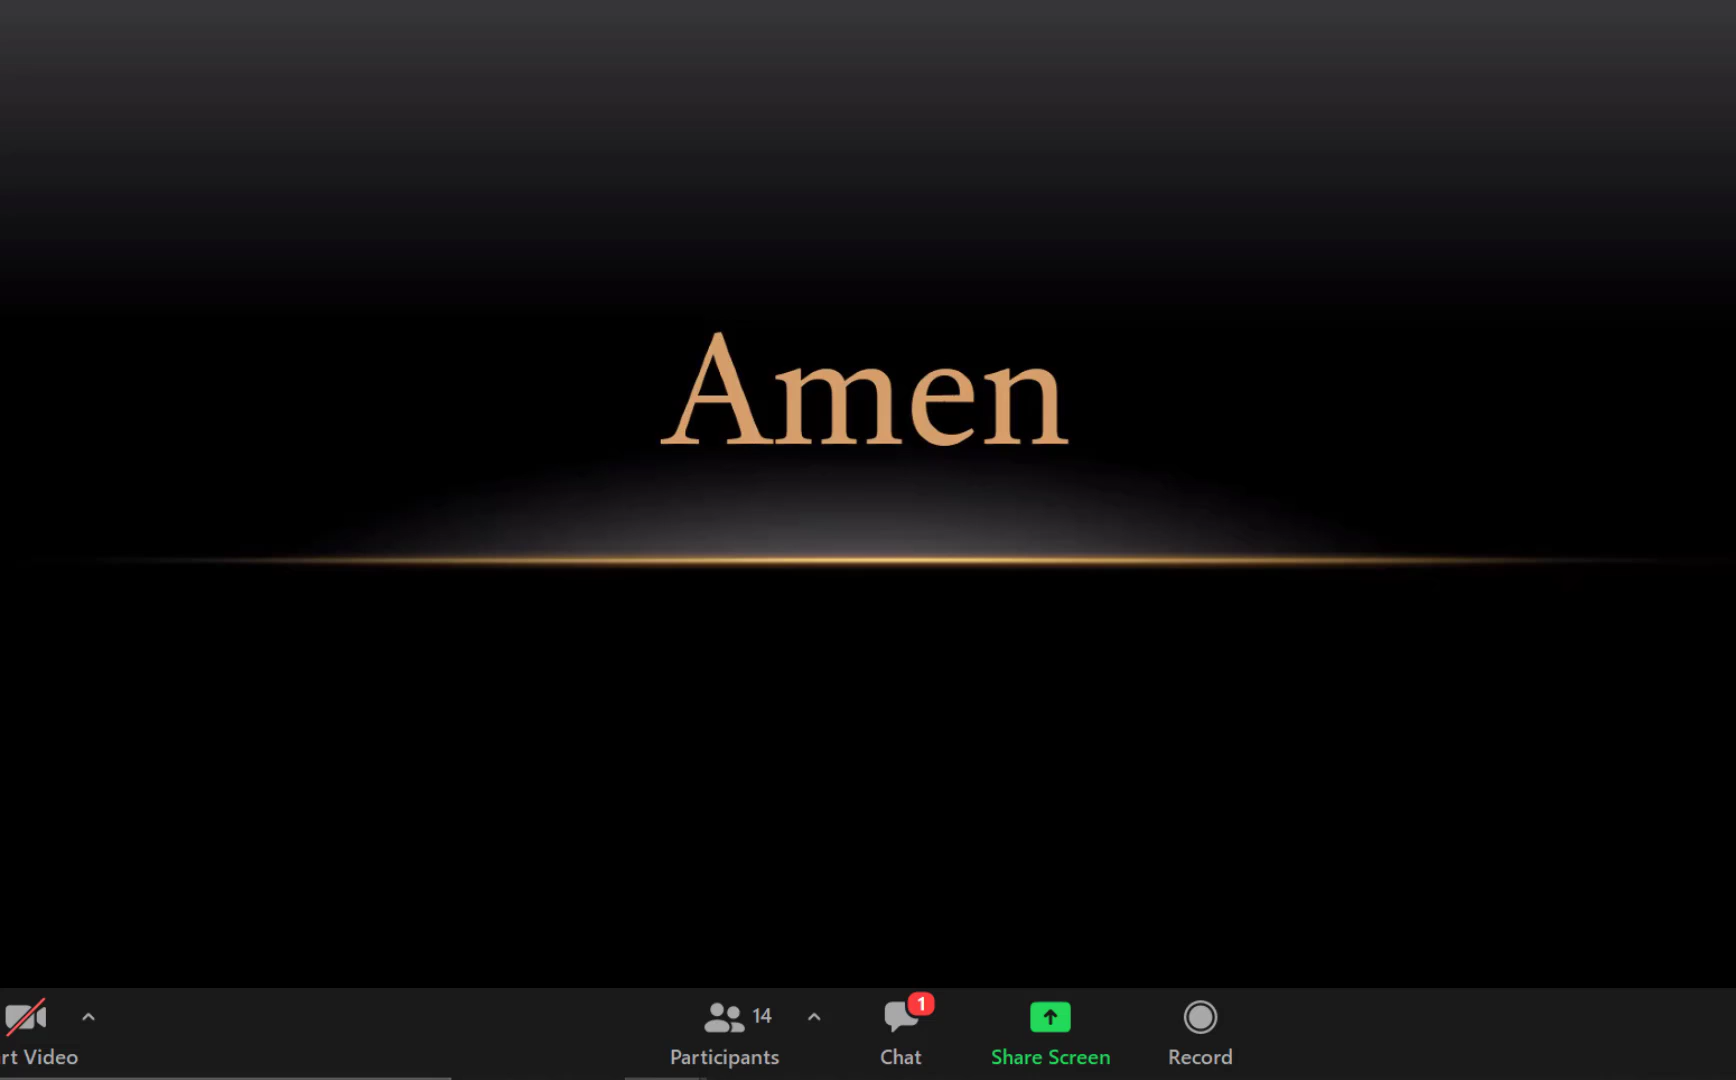 Amen
14
1
rt Video
Participants
Chat
Share Screen
Record